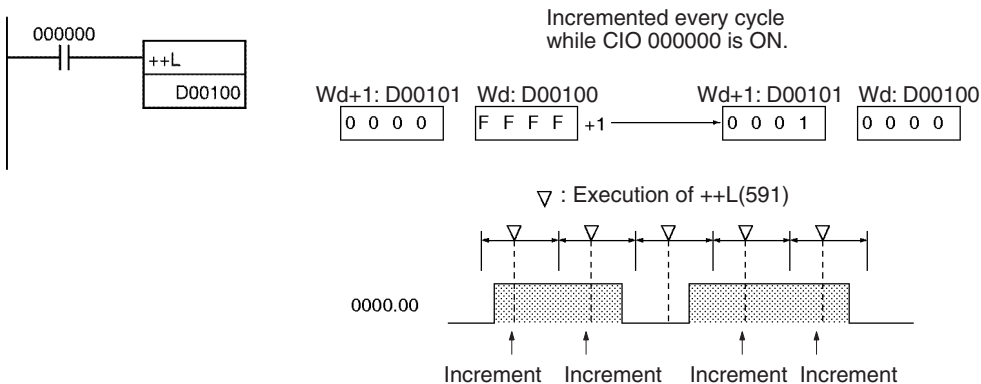 000000
++L
D00100
Incremented every cycle
while CIO 000000 is ON.
Wd+1: D00101 Wd: D00100 Wd+1: D00101 Wd: D00100
0 0 0 0 F F F F +1 0 0 0 1 0 0 0 0
: Execution of ++L(591)
0000.00
Increment Increment Increment Increment